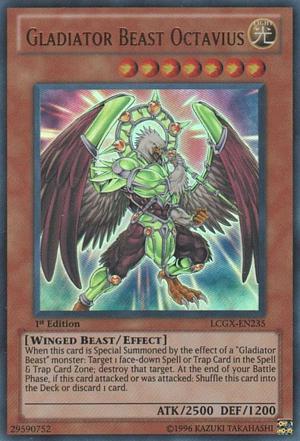 GLADIATOR BEAST OCTAVIUS
LIGHT
光
1st Edition
LCGX-EN235
[WINGED BEAST/EFFECT]
When this card is Special Summoned by the effect of a "Gladiator
Beast" monster: Target 1 face-down Spell or Trap Card in the Spell
& Trap Card Zone; destroy that target. At the end of your Battle
Phase, if this card attacked or was attacked: Shuffle this card into
the Deck or discard 1 card.
ATK/2500 DEF/1200
29590752
©1996 KAZUKI TAKAHASHI